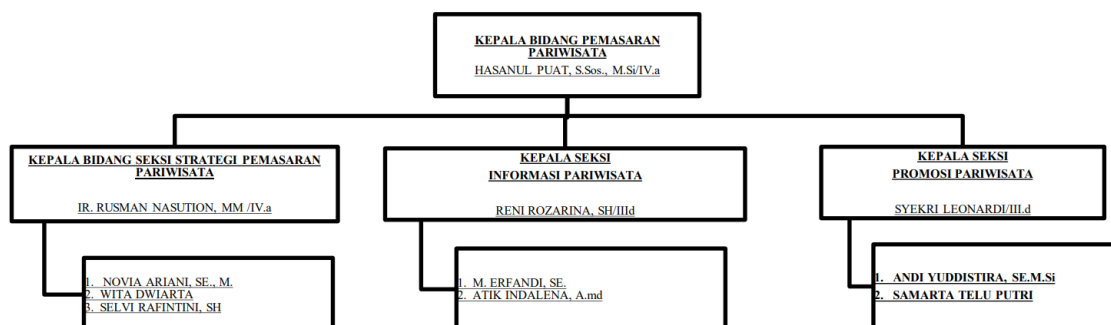 KEPALA BIDANG PEMASARAN
PARIWISATA
HASANUL PUAT, S.Sos., M.Si/IV.a
KEPALA BIDANG SEKSI STRATEGI PEMASARAN
PARIWISATA
IR. RUSMAN NASUTION, MM /IV.a
KEPALA SEKSI
INFORMASI PARIWISATA
RENI ROZARINA, SH/IIId
KEPALA SEKSI
PROMOSI PARIWISATA
SYEKRI LEONARDI/III.d
1. NOVIA ARIANI, SE., M.
2. WITA DWIARTA
3. SELVI RAFINTINI, SH
1. M. ERFANDI, SE.
2. ATIK INDALENA, A.md
1. ANDI YUDDISTIRA, SE.M.Si
2. SAMARTA TELU PUTRI